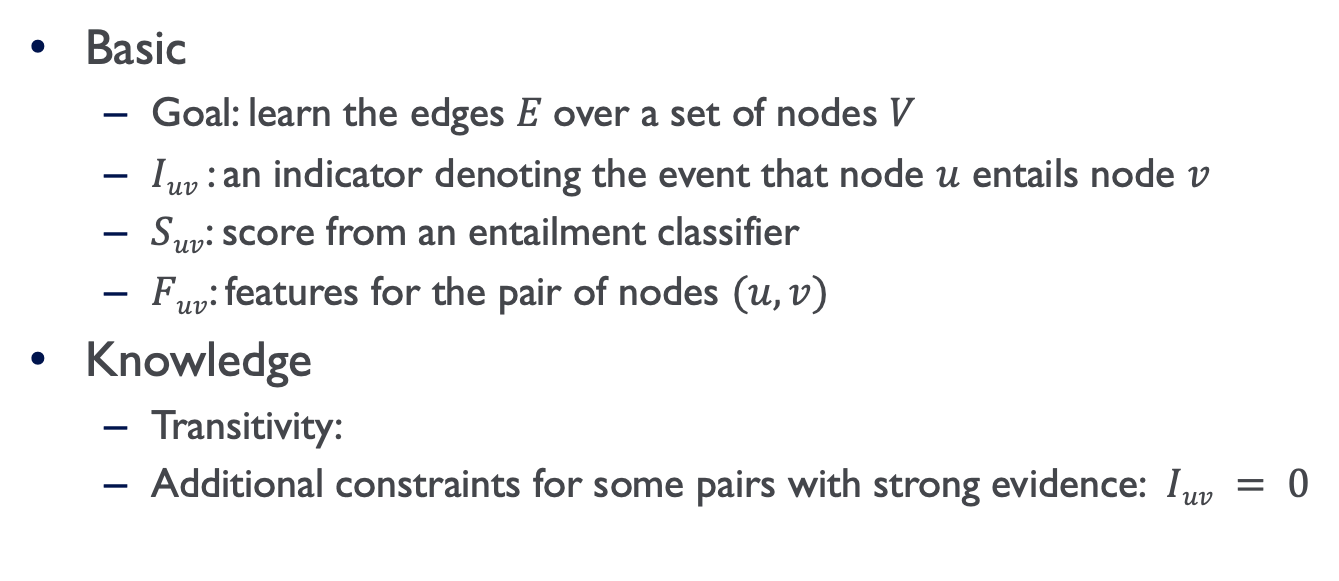 • Basic
– Goal: learn the edges E over a set of nodes V
– I_uv : an indicator denoting the event that node u entails node v
– S_uv: score from an entailment classifier
– F_uv: features for the pair of nodes (u, v)
• Knowledge
– Transitivity:
– Additional constraints for some pairs with strong evidence: I_uv = 0